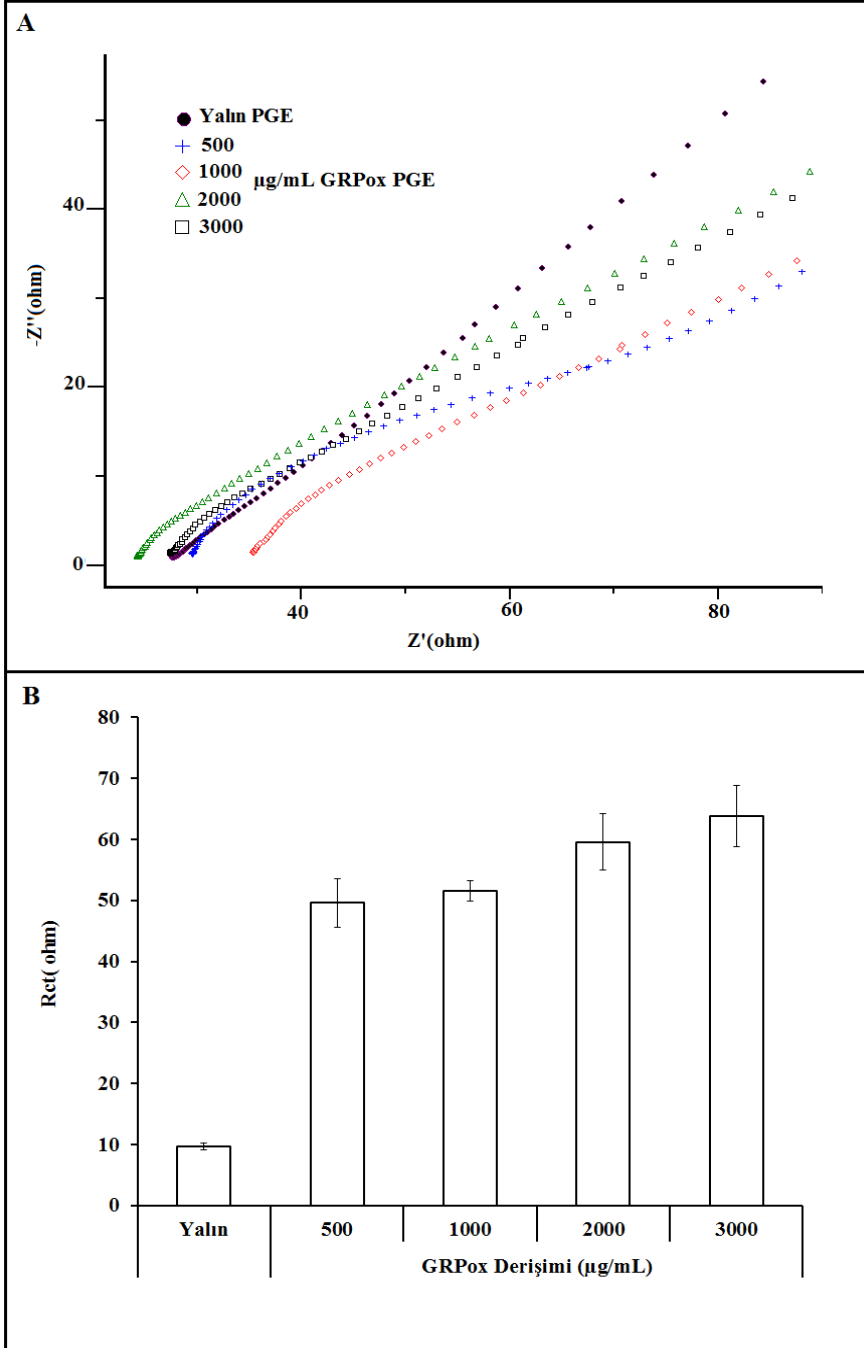 A
Yalın PGE
500
1000
µg/mL GRPox PGE
2000
3000
40
20
0
-Z''(ohm)
40
60
80
Z'(ohm)
B
80
70
60
50
40
30
20
10
0
Rct( ohm)
Yalın
500
1000
2000
3000
GRPox Derişimi (µg/mL)